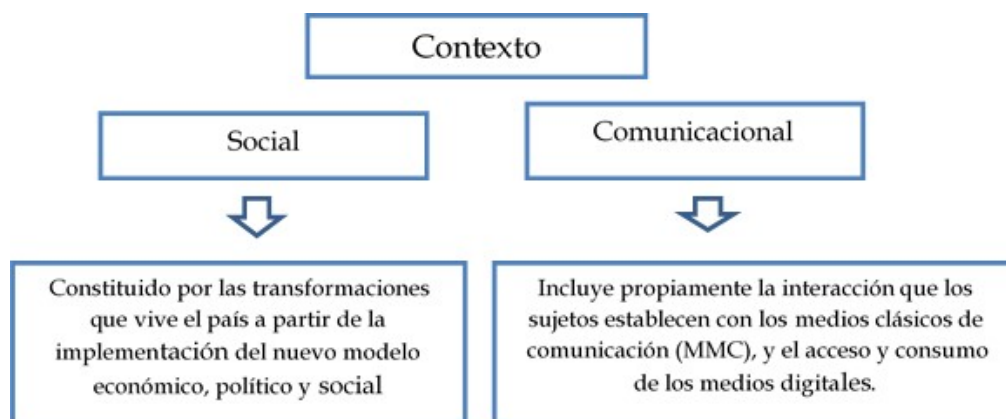 Contexto
Social
Comunicacional
Constituido por las transformaciones
que vive el país a partir de la
implementación del nuevo modelo
económico, político y social
Incluye propiamente la interacción que los
sujetos establecen con los medios clásicos de
comunicación (MMC), y el acceso y consumo
de los medios digitales.